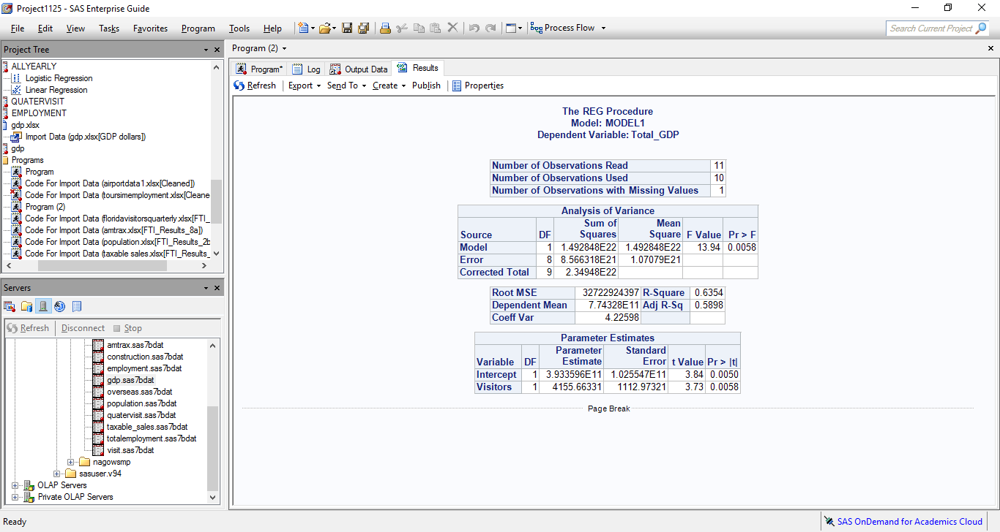 Project1125 - SAS Enterprise Guide
File Edit View Tasks Favorites Program Tools Help Process Flow Search Current Project
Project Tree
ALLYEARLY
Logistic Regression
Linear Regression
QUATERVISIT
EMPLOYMENT
gdp.xlsx
Import Data (gdp.xlsx[GDP dollars])
gdp
Programs
Program
Code For Import Data (airportdata1.xlsx[Cleaned])
Code For Import Data (toursimemployment.xlsx[Cleane
Program (2)
Code For Import Data (floridavisitorsquarterly.xlsx[FTI_
Code For Import Data (amtrax.xlsx[FTI_Results_8a])
Code For Import Data (population.xlsx[FTI_Results_2b
Code For Import Data (taxable sales.xlsx[FTI_Results_
Servers
Refresh Disconnect Stop
amtrax.sas7bdat
construction.sas7bdat
employment.sas7bdat
gdp.sas7bdat
overseas.sas7bdat
population.sas7bdat
quatervisit.sas7bdat
taxable_sales.sas7bdat
totalemployment.sas7bdat
visit.sas7bdat
nagowsmp
sasuser.v94
OLAP Servers
Private OLAP Servers
Program (2)
Program* Log Output Data Results
Refresh Export Send To Create Publish Properties
The REG Procedure
Model: MODEL1
Dependent Variable: Total_GDP
Number of Observations Read 11
Number of Observations Used 10
Number of Observations with Missing Values 1
Analysis of Variance
Source DF Sum of Squares Mean Square F Value Pr > F
Model 1 1.492848E22 1.492848E22 13.94 0.0058
Error 8 8.566318E21 1.07079E21
Corrected Total 9 2.34948E22
Root MSE 32722924397 R-Square 0.6354
Dependent Mean 7.74328E11 Adj R-Sq 0.5898
Coeff Var 4.22598
Parameter Estimates
Variable DF Parameter Estimate Standard Error t Value Pr > |t|
Intercept 1 3.933596E11 1.025547E11 3.84 0.0050
Visitors 1 4155.66331 1112.97321 3.73 0.0058
Page Break
Ready SAS OnDemand for Academics Cloud